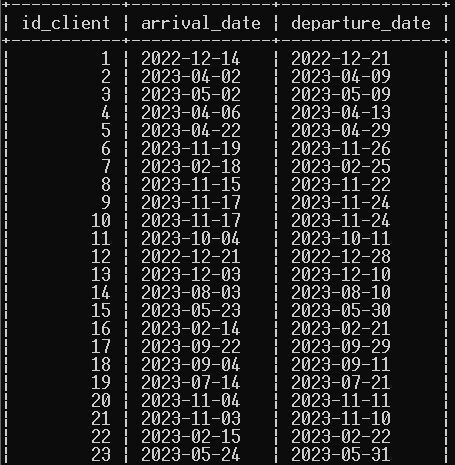 id_client | arrival_date | departure_date
1 | 2022-12-14 | 2022-12-21
2 | 2023-04-02 | 2023-04-09
3 | 2023-05-02 | 2023-05-09
4 | 2023-04-06 | 2023-04-13
5 | 2023-04-22 | 2023-04-29
6 | 2023-11-19 | 2023-11-26
7 | 2023-02-18 | 2023-02-25
8 | 2023-11-15 | 2023-11-22
9 | 2023-11-17 | 2023-11-24
10 | 2023-11-17 | 2023-11-24
11 | 2023-10-04 | 2023-10-11
12 | 2022-12-21 | 2022-12-28
13 | 2023-12-03 | 2023-12-10
14 | 2023-08-03 | 2023-08-10
15 | 2023-05-23 | 2023-05-30
16 | 2023-02-14 | 2023-02-21
17 | 2023-09-22 | 2023-09-29
18 | 2023-09-04 | 2023-09-11
19 | 2023-07-14 | 2023-07-21
20 | 2023-11-04 | 2023-11-11
21 | 2023-11-03 | 2023-11-10
22 | 2023-02-15 | 2023-02-22
23 | 2023-05-24 | 2023-05-31